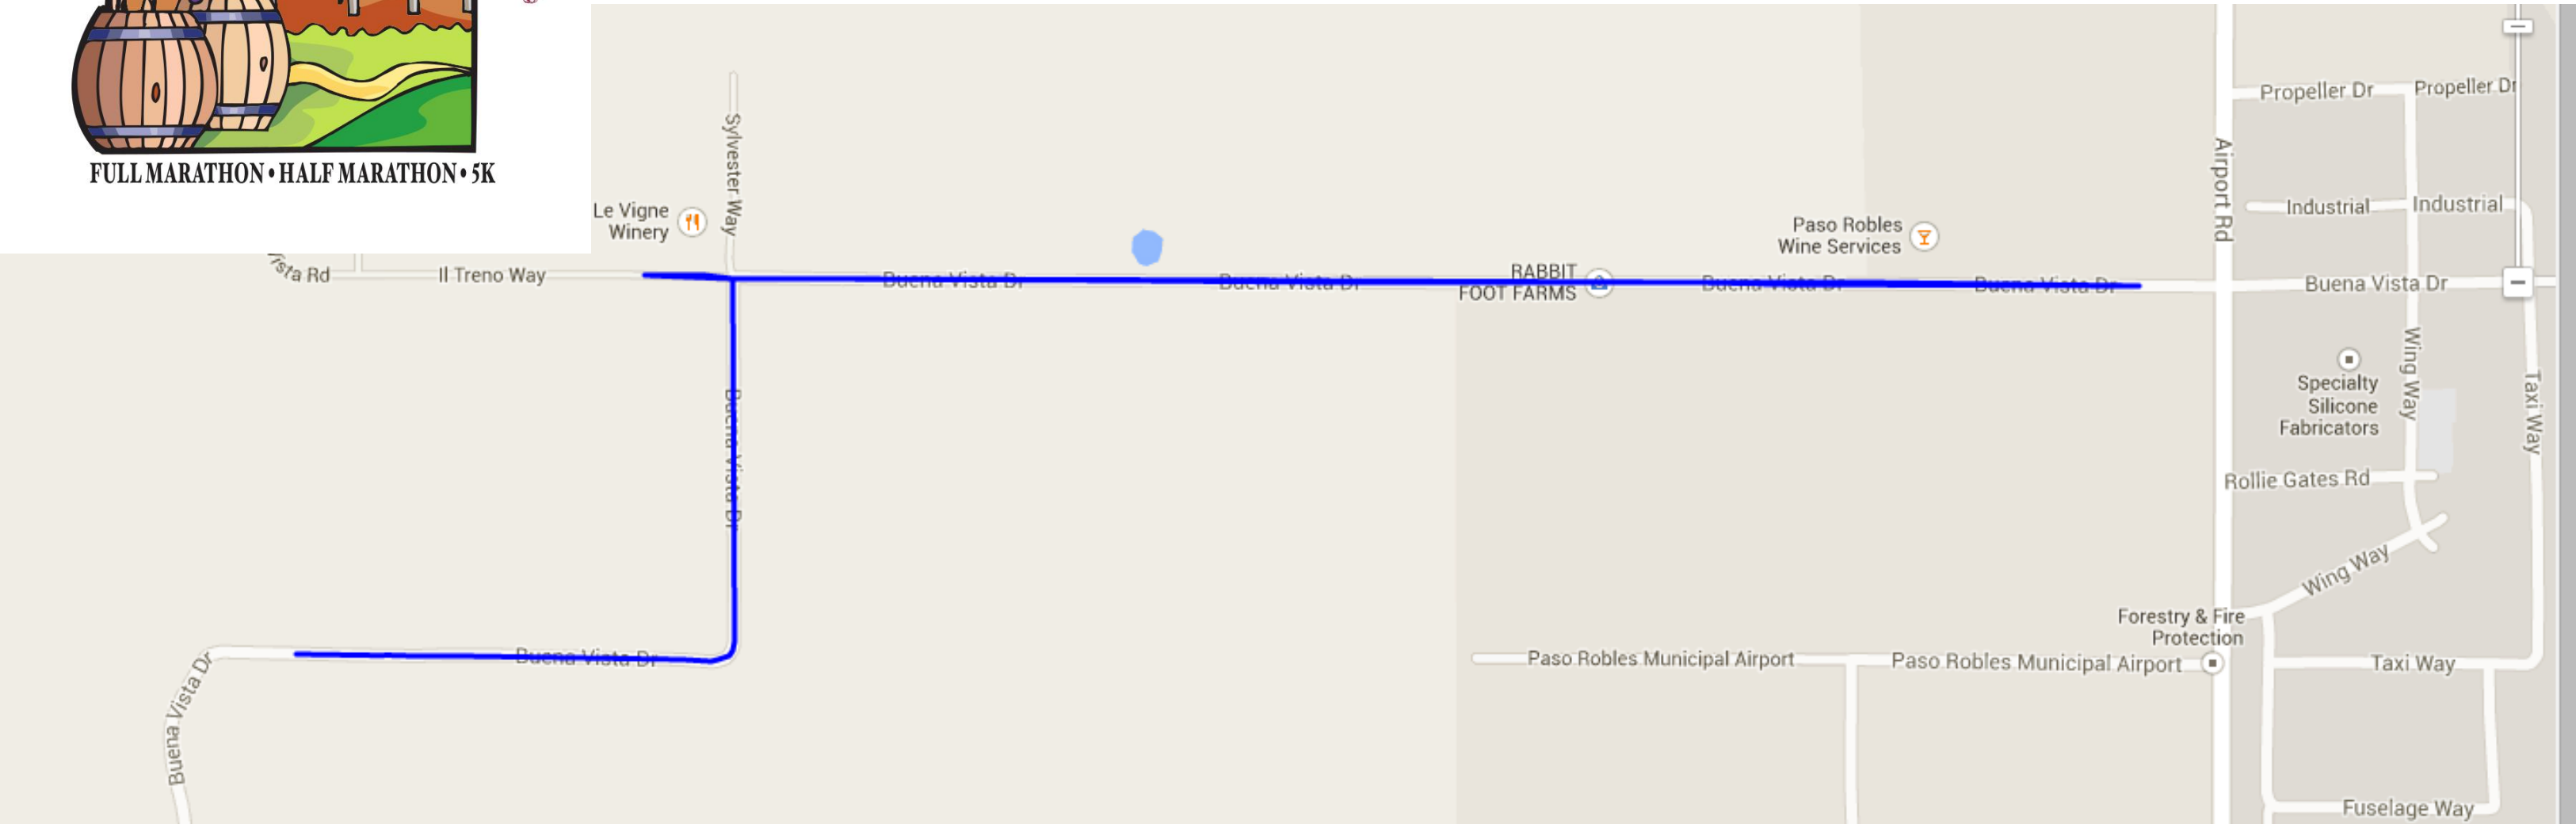 FULL MARATHON • HALF MARATHON • 5K
Propeller Dr
Propeller Dr
Sylvester Way
Airport Rd
Le Vigne
Winery
Industrial
Industrial
Paso Robles
Wine Services
ista Rd
Il Treno Way
Buena Vista Dr
Buena Vista Dr
RABBIT
FOOT FARMS
Buena Vista Dr
Buena Vista Dr
Buena Vista Dr
Wing Way
Specialty
Silicone
Fabricators
Taxi Way
Buena Vista Dr
Rollie Gates Rd
Wing Way
Forestry & Fire
Protection
Buena Vista Dr
Paso Robles Municipal Airport
Paso Robles Municipal Airport
Taxi Way
Buena Vista Dr
Fuselage Way